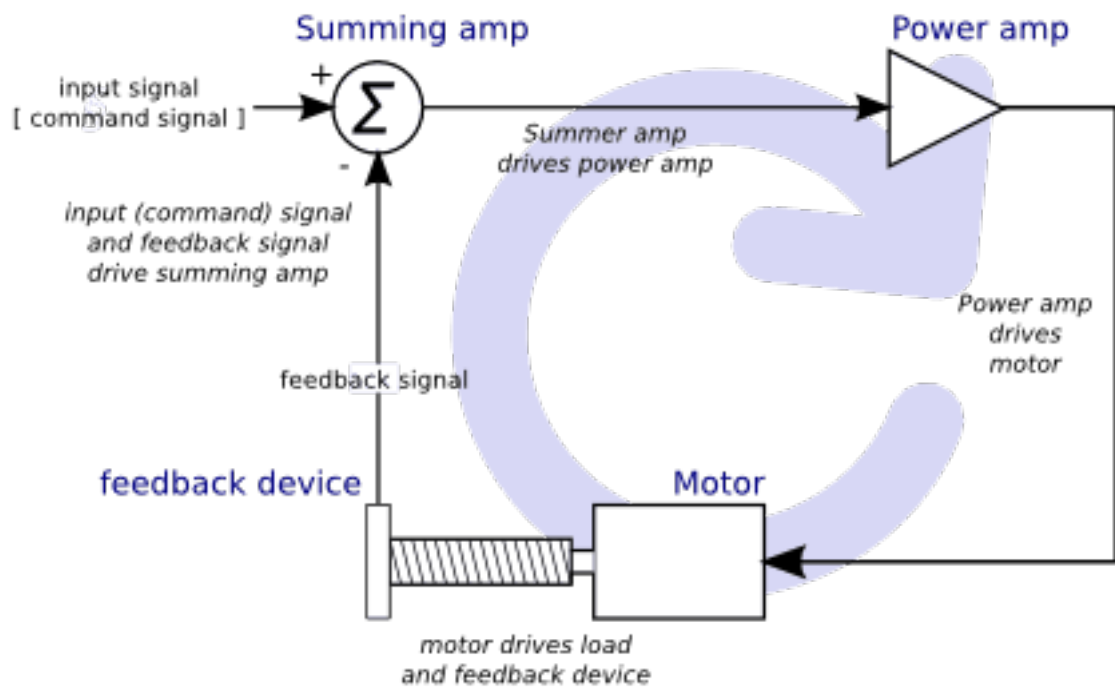 Summing amp
Power amp
input signal
[ command signal ]
+
Σ
-
Summer amp
drives power amp
input (command) signal
and feedback signal
drive summing amp
Power amp
drives
motor
feedback signal
feedback device
Motor
motor drives load
and feedback device